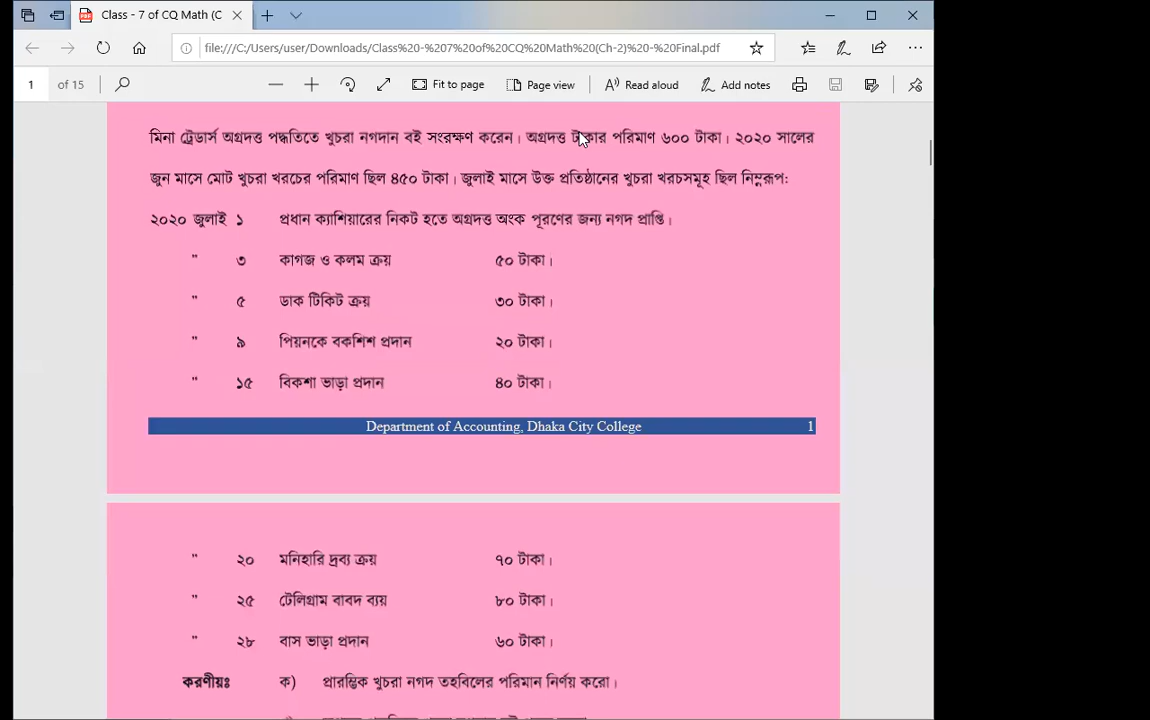 Class - 7 of CQ Math (C
file:///C:/Users/user/Downloads/Class%20-%207%20of%20CQ%20Math%20(Ch-2)%20-%20Final.pdf
1 of 15
Fit to page
Page view
Read aloud
Add notes
মিনা ট্রেডার্স অগ্রদত্ত পদ্ধতিতে খুচরা নগদান বই সংরক্ষণ করেন। অগ্রদত্ত টাকার পরিমাণ ৬০০ টাকা। ২০২০ সালের
জুন মাসে মোট খুচরা খরচের পরিমাণ ছিল ৪৫০ টাকা। জুলাই মাসে উক্ত প্রতিষ্ঠানের খুচরা খরচসমূহ ছিল নিম্নরূপ:
২০২০ জুলাই ১ প্রধান ক্যাশিয়ারের নিকট হতে অগ্রদত্ত অংক পূরণের জন্য নগদ প্রাপ্তি।
" ৩ কাগজ ও কলম ক্রয় ৫০ টাকা।
" ৫ ডাক টিকিট ক্রয় ৩০ টাকা।
" ৯ পিয়নকে বকশিশ প্রদান ২০ টাকা।
" ১৫ বিকশা ভাড়া প্রদান ৪০ টাকা।
Department of Accounting, Dhaka City College 1
" ২০ মনিহারি দ্রব্য ক্রয় ৭০ টাকা।
" ২৫ টেলিগ্রাম বাবদ ব্যয় ৮০ টাকা।
" ২৮ বাস ভাড়া প্রদান ৬০ টাকা।
করণীয়ঃ ক) প্রারম্ভিক খুচরা নগদ তহবিলের পরিমান নির্ণয় করো।